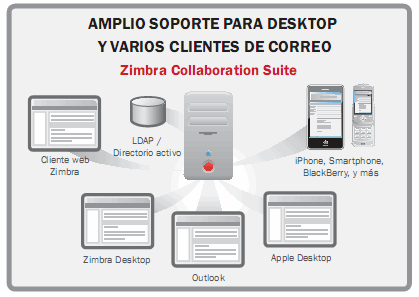 AMPLIO SOPORTE PARA DESKTOP
Y VARIOS CLIENTES DE CORREO
Zimbra Collaboration Suite
Cliente web
Zimbra
LDAP /
Directorio activo
iPhone, Smartphone,
BlackBerry, y más
Zimbra Desktop
Outlook
Apple Desktop